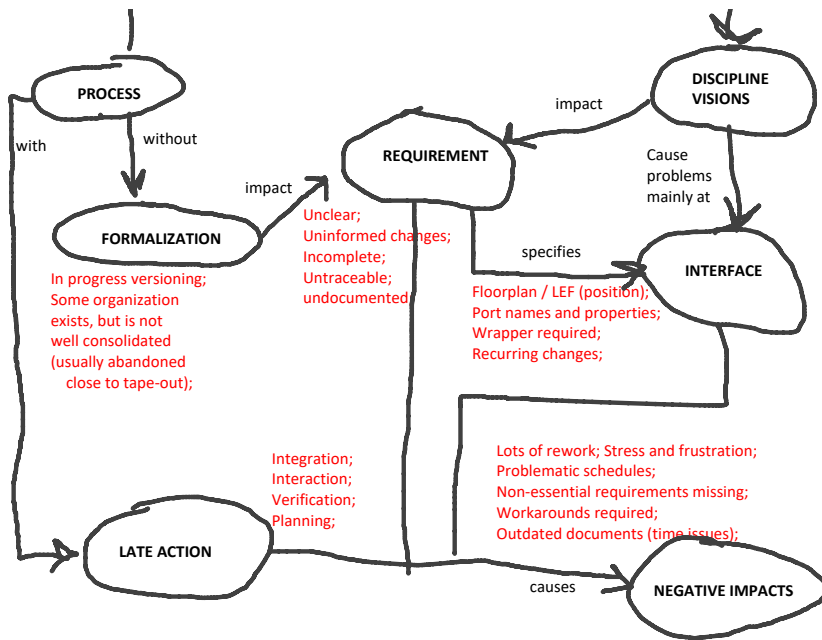 PROCESS
DISCIPLINE
VISIONS
with
without
impact
REQUIREMENT
Cause
problems
mainly at
impact
FORMALIZATION
Unclear;
Uninformed changes;
Incomplete;
Untraceable;
undocumented
specifies
INTERFACE
In progress versioning;
Some organization
exists, but is not
well consolidated
(usually abandoned
close to tape-out);
Floorplan / LEF (position);
Port names and properties;
Wrapper required;
Recurring changes;
Integration;
Interaction;
Verification;
Planning;
Lots of rework; Stress and frustration;
Problematic schedules;
Non-essential requirements missing;
Workarounds required;
Outdated documents (time issues);
LATE ACTION
causes
NEGATIVE IMPACTS